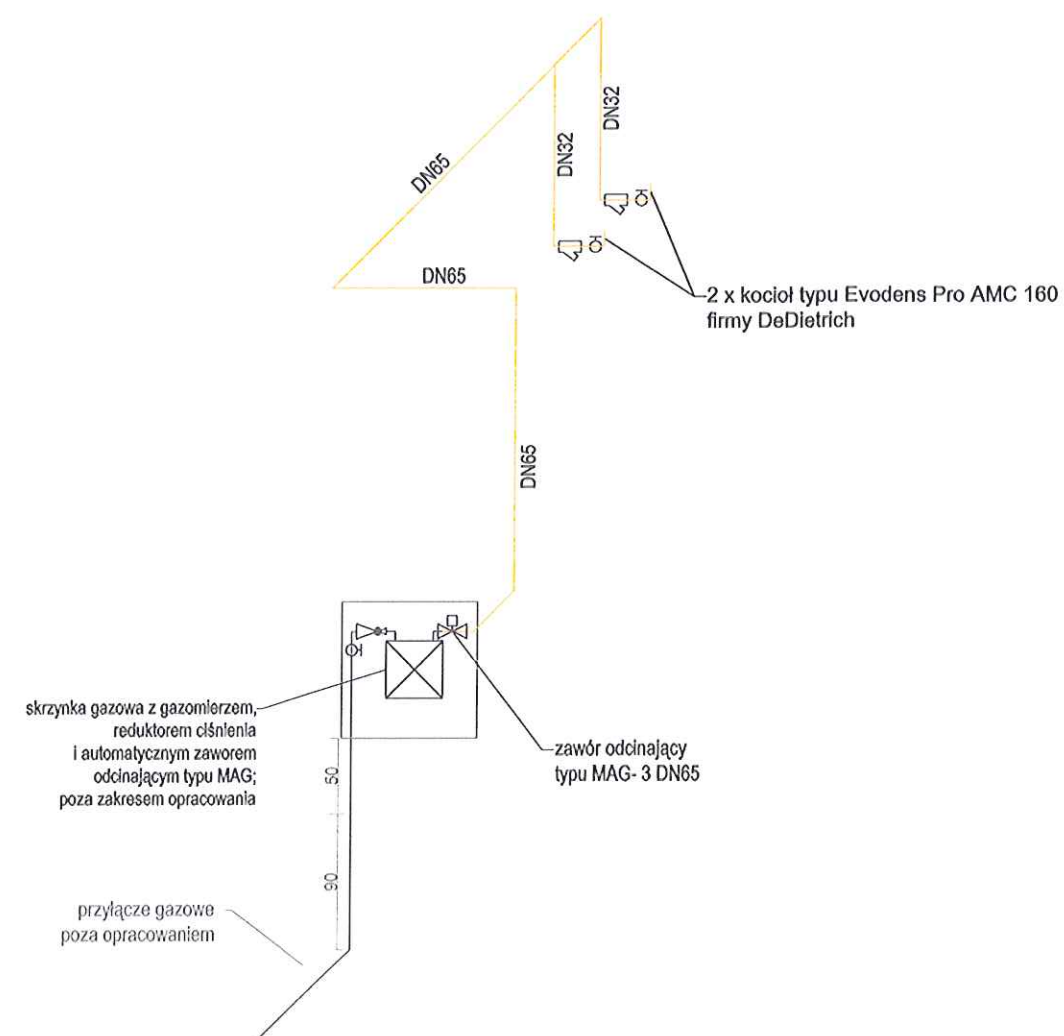 DN32
DN32
DN65
DN65
2 x kocioł typu Evodens Pro AMC 160
firmy DeDietrich
DN65
skrzynka gazowa z gazomierzem,
reduktorem ciśnienia
i automatycznym zaworem
odcinającym typu MAG;
poza zakresem opracowania
zawór odcinający
typu MAG- 3 DN65
50
90
przyłącze gazowe
poza opracowaniem